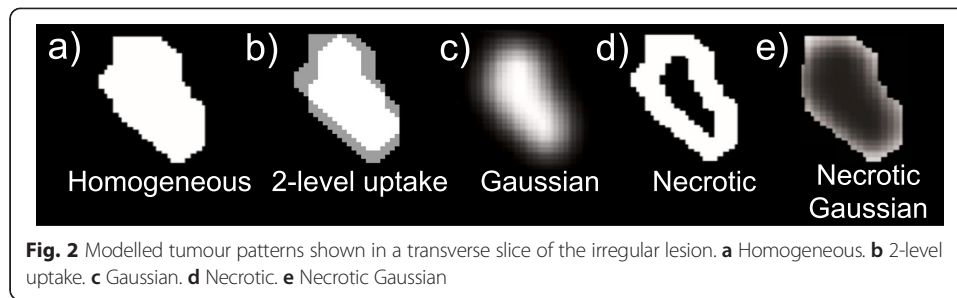 a) b) c) d) e)
Homogeneous 2-level uptake Gaussian Necrotic Necrotic
Gaussian
Fig. 2 Modelled tumour patterns shown in a transverse slice of the irregular lesion. a Homogeneous. b 2-level
uptake. c Gaussian. d Necrotic. e Necrotic Gaussian